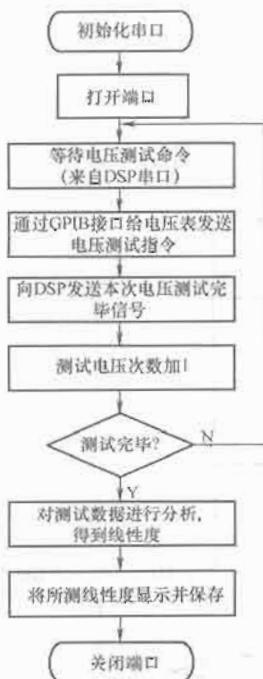 初始化串口
打开端口
等待电压测试命令
(来自DSP串口)
通过GPIB接口给电压表发送
电压测试指令
向DSP发送本次电压测试完
毕信号
测试电压次数加1
测试完毕?
N
Y
对测试数据进行分析,
得到线性度
将所测线性度显示并保存
关闭端口